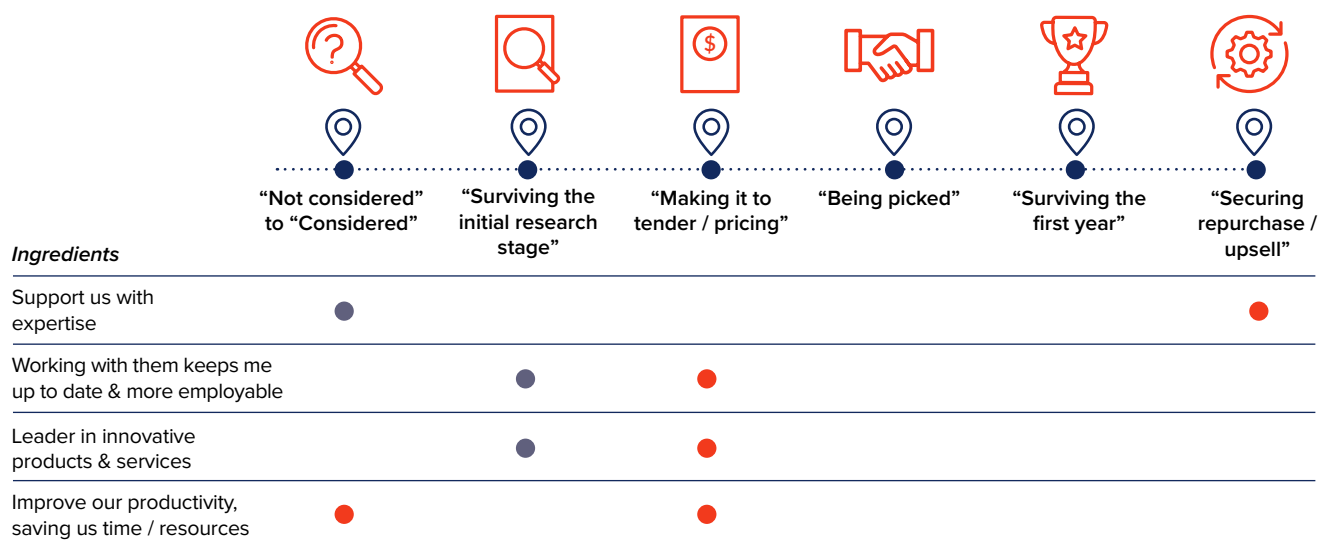 ?
$
“Not considered”
to “Considered”
“Surviving the
initial research
stage”
“Making it to
tender / pricing”
“Being picked”
“Surviving the
first year”
“Securing
repurchase /
upsell”
Ingredients
Support us with
expertise
Working with them keeps me
up to date & more employable
Leader in innovative
products & services
Improve our productivity,
saving us time / resources